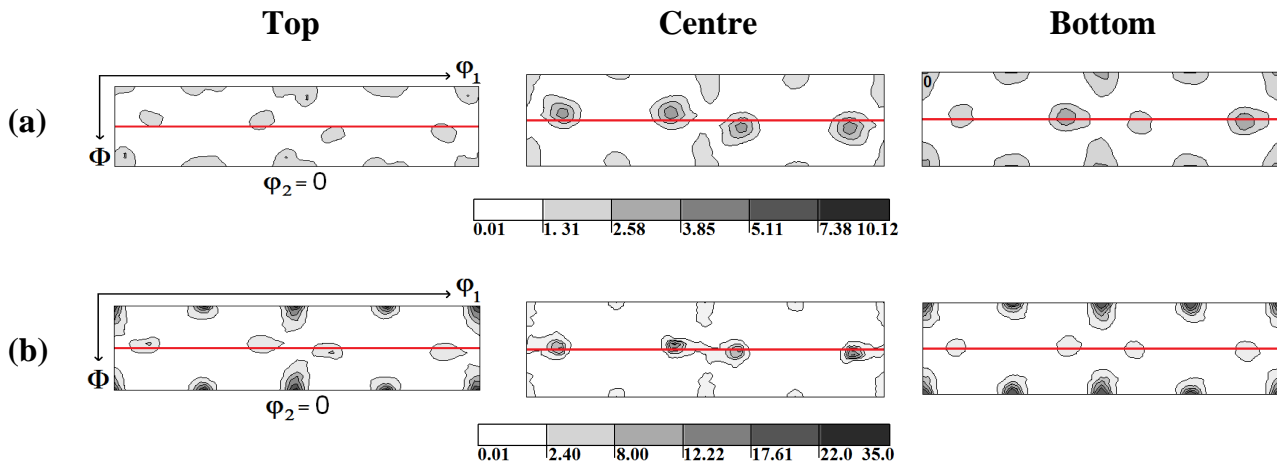 Top Centre Bottom
φ₁
(a)
0
Φ
φ₂ = 0
0.01 1. 31 2.58 3.85 5.11 7.38 10.12
φ₁
(b)
Φ
φ₂ = 0
0.01 2.40 8.00 12.22 17.61 22.0 35.0